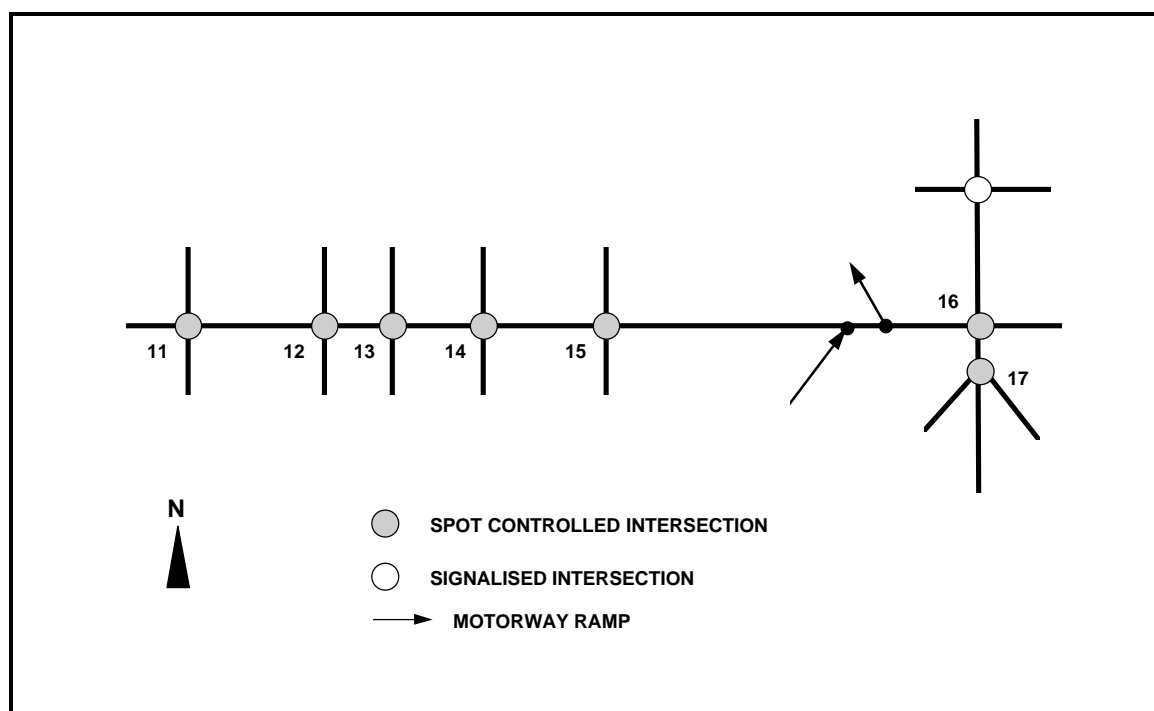 16
11
12
13
14
15
17
N
SPOT CONTROLLED INTERSECTION
SIGNALISED INTERSECTION
MOTORWAY RAMP